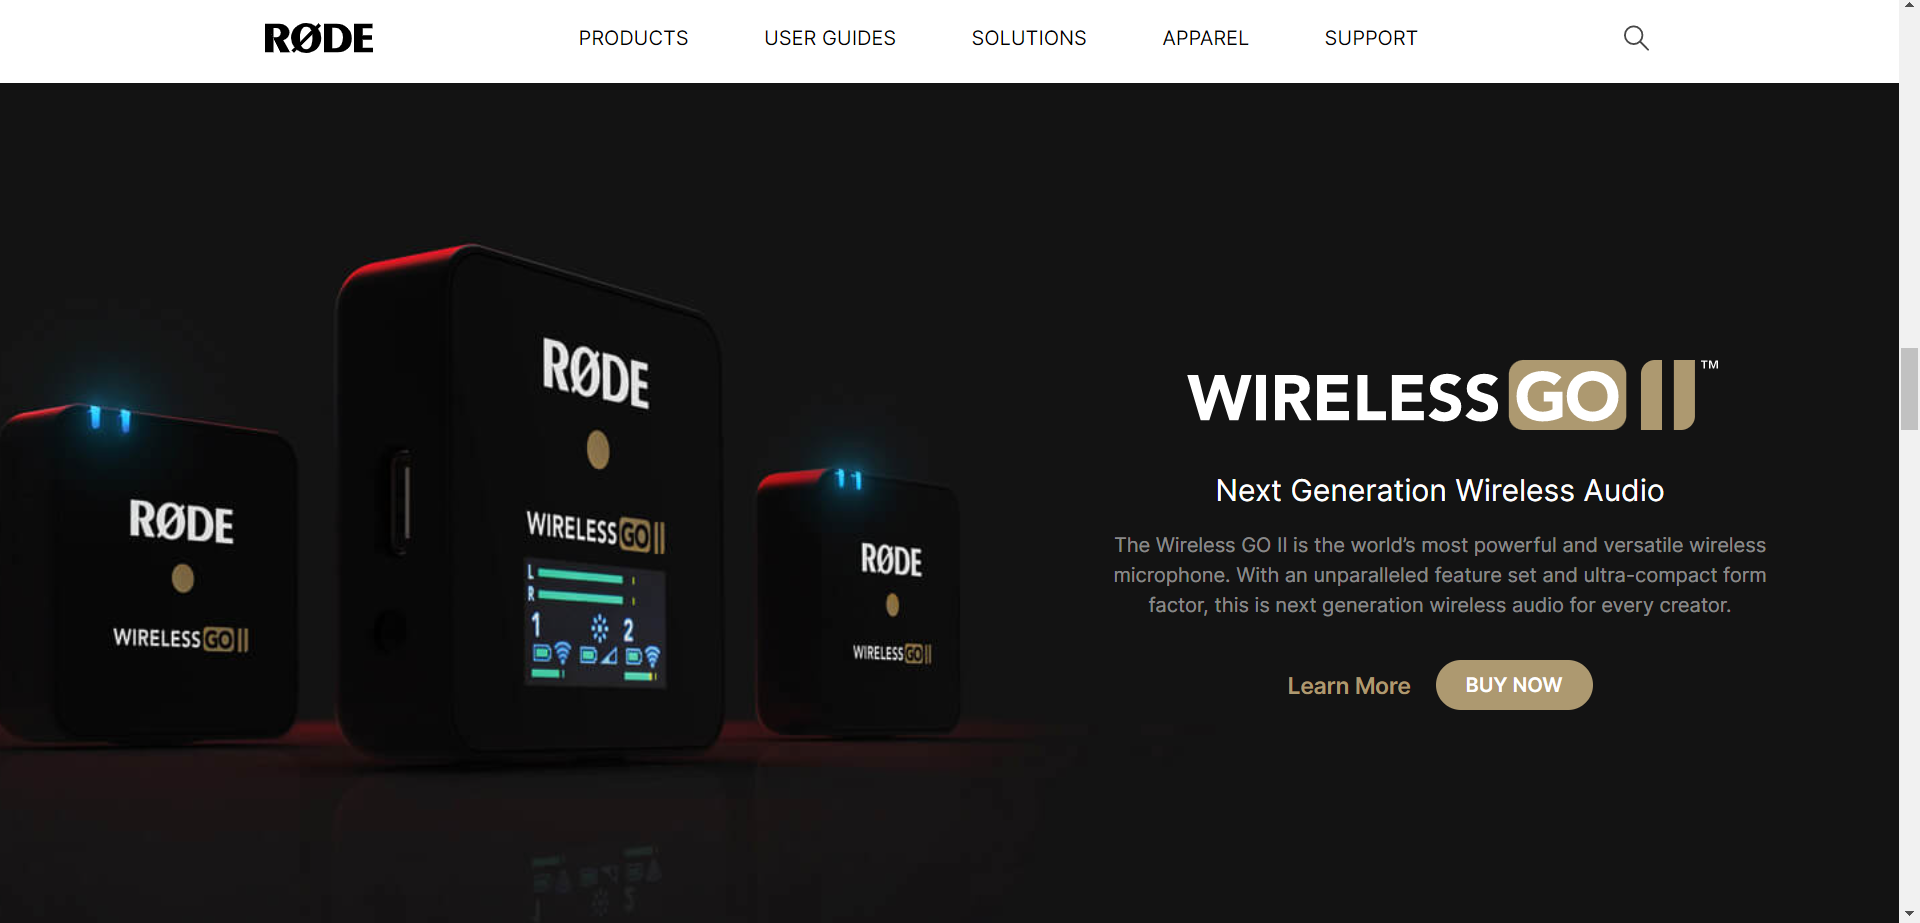 RØDE
PRODUCTS
USER GUIDES
SOLUTIONS
APPAREL
SUPPORT
RØDE
WIRELESS GO II
RØDE
WIRELESS GO II
L
R
1
2
RØDE
WIRELESS GO II
WIRELESS GO II™
Next Generation Wireless Audio
The Wireless GO II is the world’s most powerful and versatile wireless
microphone. With an unparalleled feature set and ultra-compact form
factor, this is next generation wireless audio for every creator.
Learn More
BUY NOW